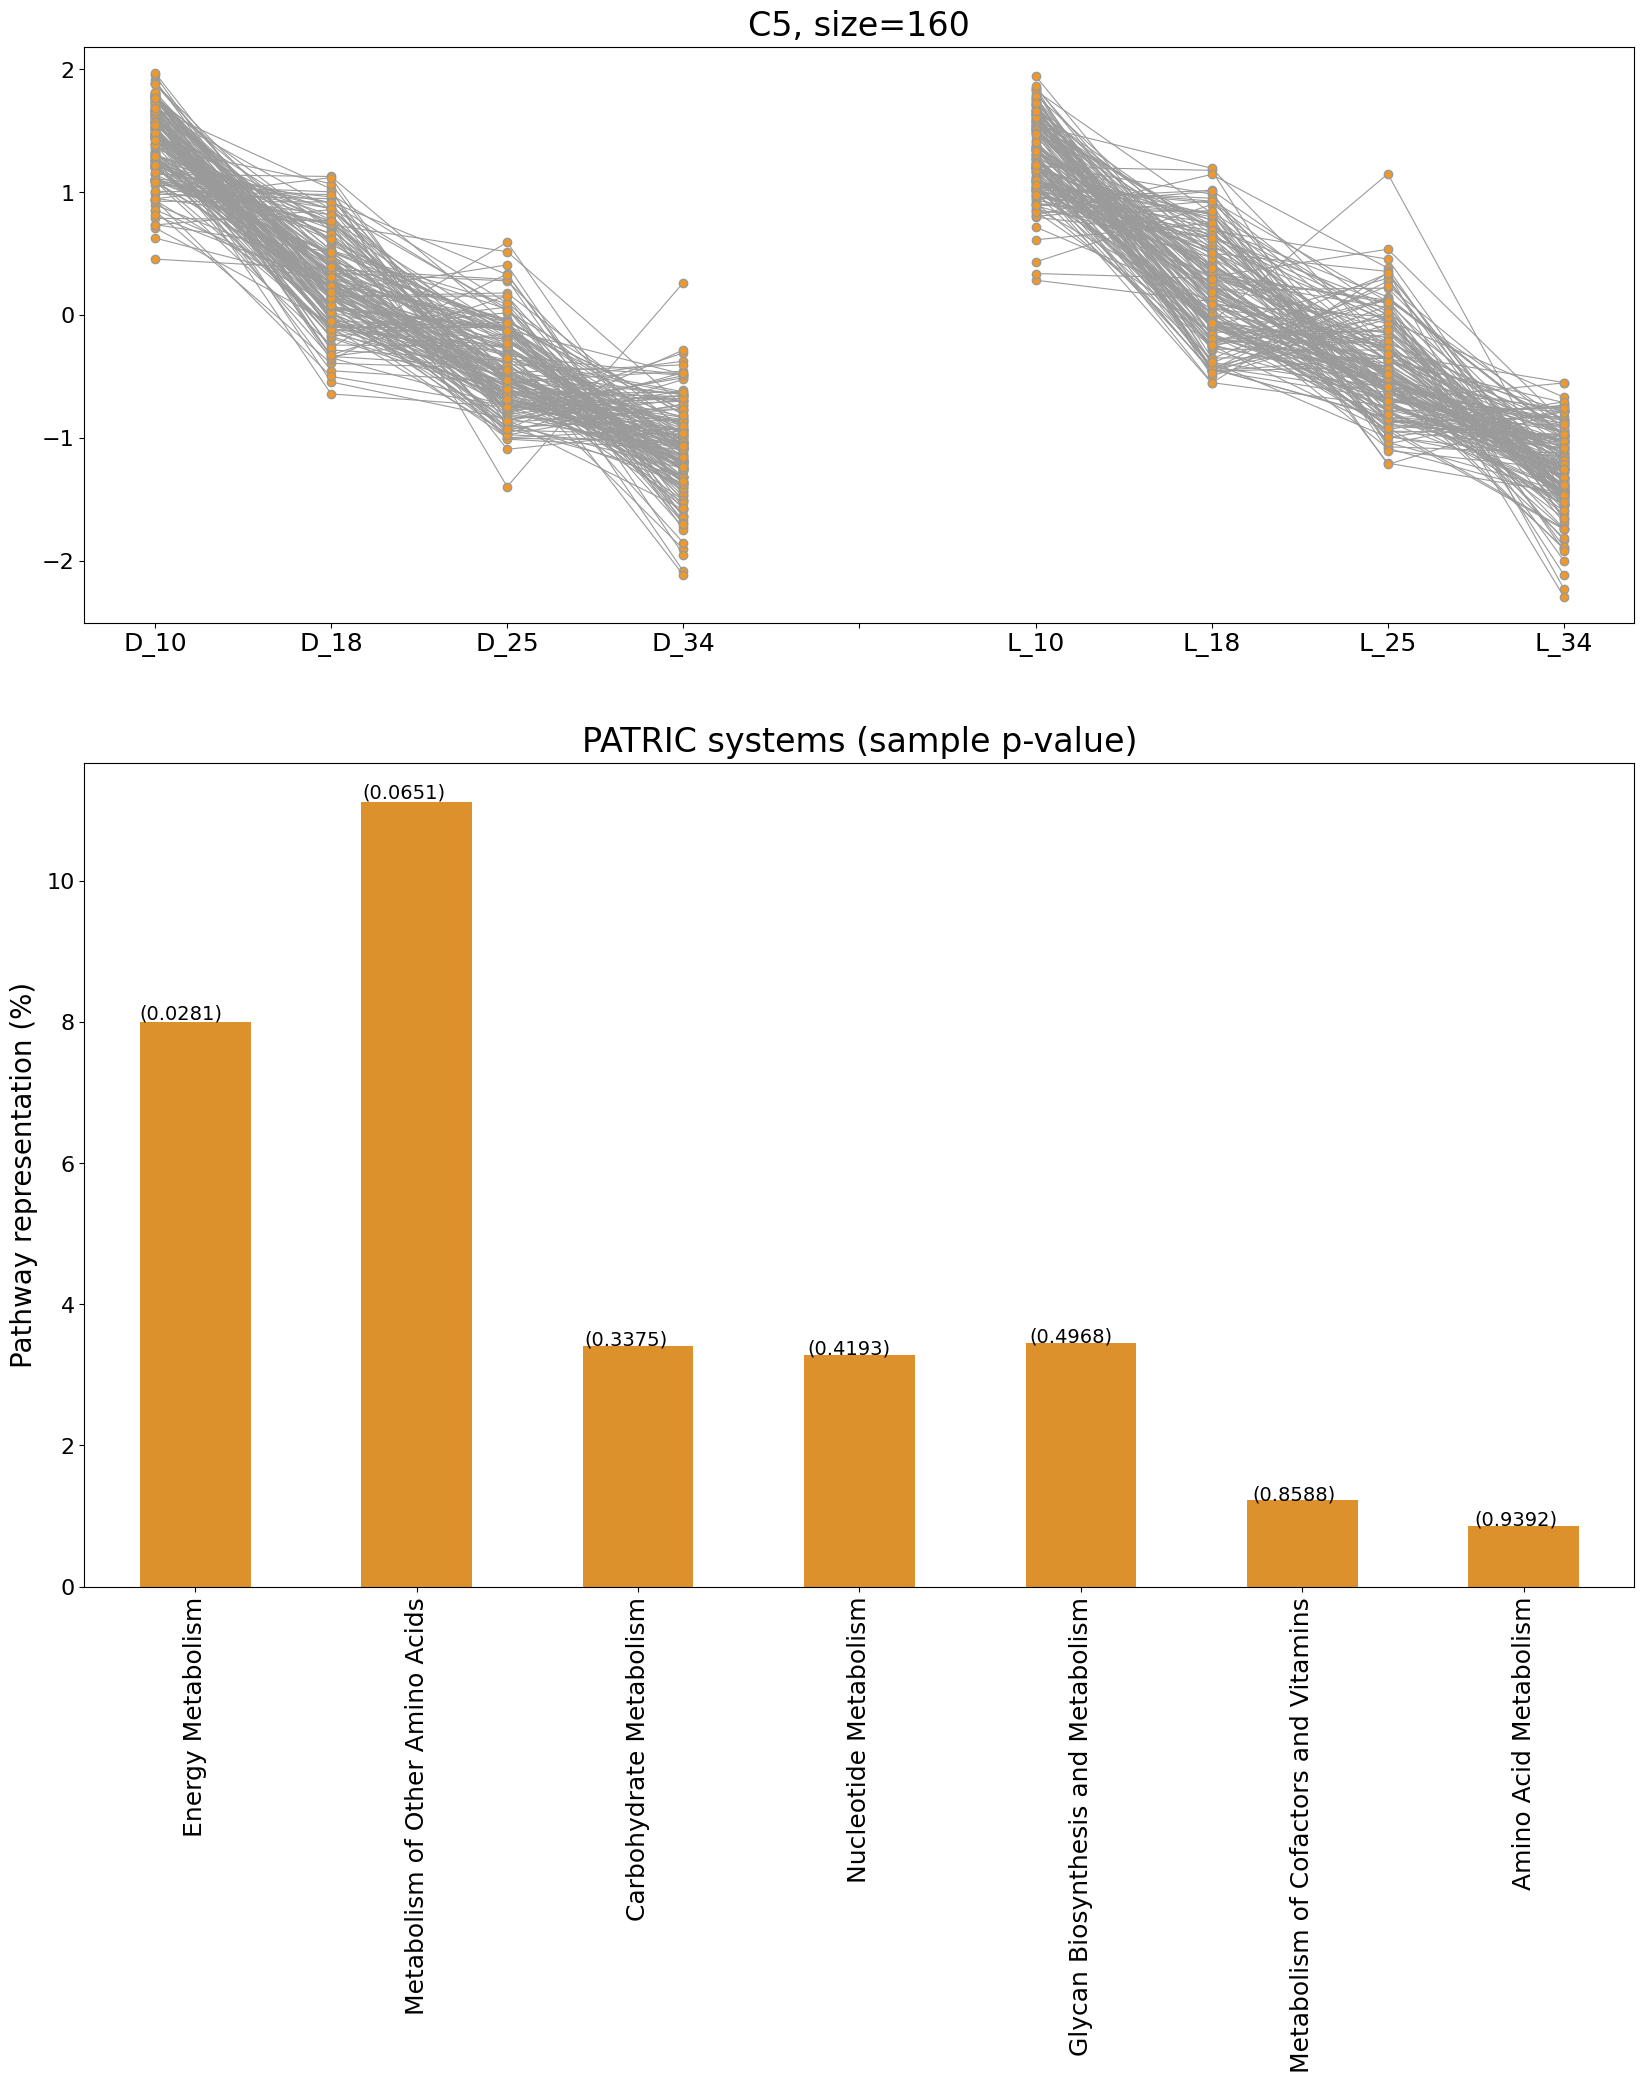 C5, size=160
2
1
0
−1
−2
D_10 D_18 D_25 D_34 L_10 L_18 L_25 L_34
PATRIC systems (sample p-value)
Pathway representation (%)
10
8
6
4
2
0
(0.0281)
(0.0651)
(0.3375)
(0.4193)
(0.4968)
(0.8588)
(0.9392)
Energy Metabolism
Metabolism of Other Amino Acids
Carbohydrate Metabolism
Nucleotide Metabolism
Glycan Biosynthesis and Metabolism
Metabolism of Cofactors and Vitamins
Amino Acid Metabolism